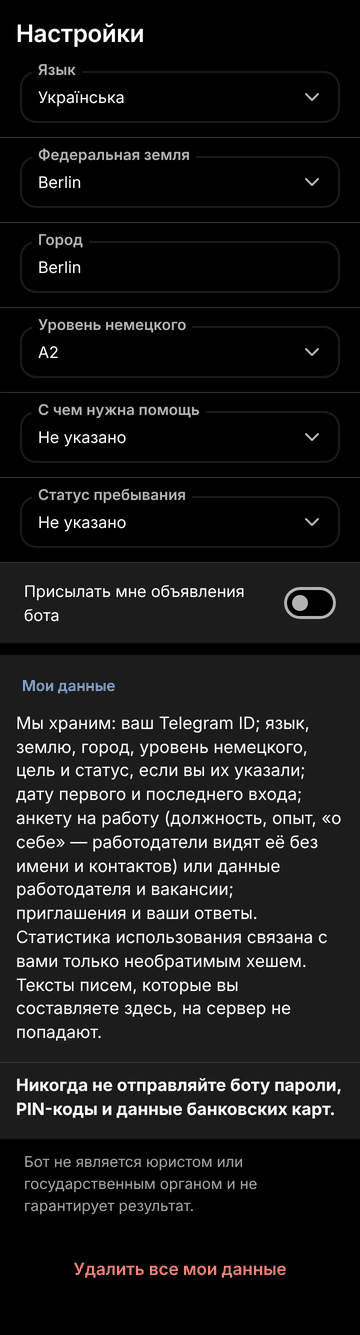 Настройки
Язык
Українська
Федеральная земля
Berlin
Город
Berlin
Уровень немецкого
A2
С чем нужна помощь
Не указано
Статус пребывания
Не указано
Присылать мне объявления
бота
Мои данные
Мы храним: ваш Telegram ID; язык,
землю, город, уровень немецкого,
цель и статус, если вы их указали;
дату первого и последнего входа;
анкету на работу (должность, опыт, «о
себе» — работодатели видят её без
имени и контактов) или данные
работодателя и вакансии;
приглашения и ваши ответы.
Статистика использования связана с
вами только необратимым хешем.
Тексты писем, которые вы
составляете здесь, на сервер не
попадают.
Никогда не отправляйте боту пароли,
PIN-коды и данные банковских карт.
Бот не является юристом или
государственным органом и не
гарантирует результат.
Удалить все мои данные